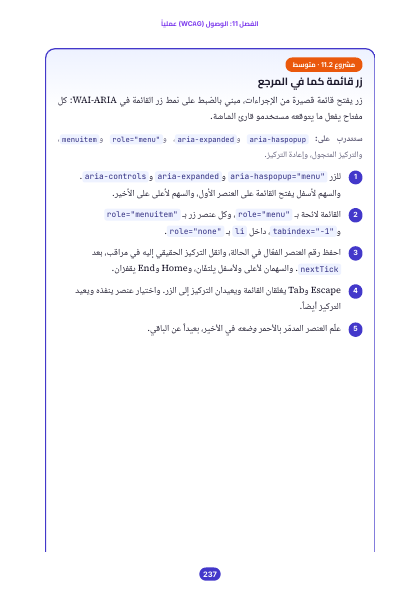 الفصل 11: الوصول (WCAG) عملياً
مشروع 11.2 · متوسط
زر قائمة كما في المرجع
زر يفتح قائمة قصيرة من الإجراءات، مبني بالضبط على نمط زر القائمة في WAI-ARIA: كل
مفتاح يفعل ما يتوقعه مستخدمو قارئ الشاشة.
ستتدرب على: aria-haspopup و aria-expanded، و role="menu" و menuitem،
والتركيز المتجول، وإعادة التركيز.
1 للزر aria-haspopup="menu" و aria-expanded و aria-controls.
والسهم لأسفل يفتح القائمة على العنصر الأول، والسهم لأعلى على الأخير.
2 القائمة لائحة بـ role="menu"، وكل عنصر زر بـ role="menuitem"
و tabindex="-1"، داخل li بـ role="none".
3 احفظ رقم العنصر الفعّال في الحالة، وانقل التركيز الحقيقي إليه في مراقب، بعد
nextTick. والسهمان لأعلى ولأسفل يلتفّان، وHome وEnd يقفزان.
4 Escape وTab يغلقان القائمة ويعيدان التركيز إلى الزر. واختيار عنصر ينفذه ويعيد
التركيز أيضاً.
5 علّم العنصر المدمّر بالأحمر وضعه في الأخير، بعيداً عن الباقي.
237